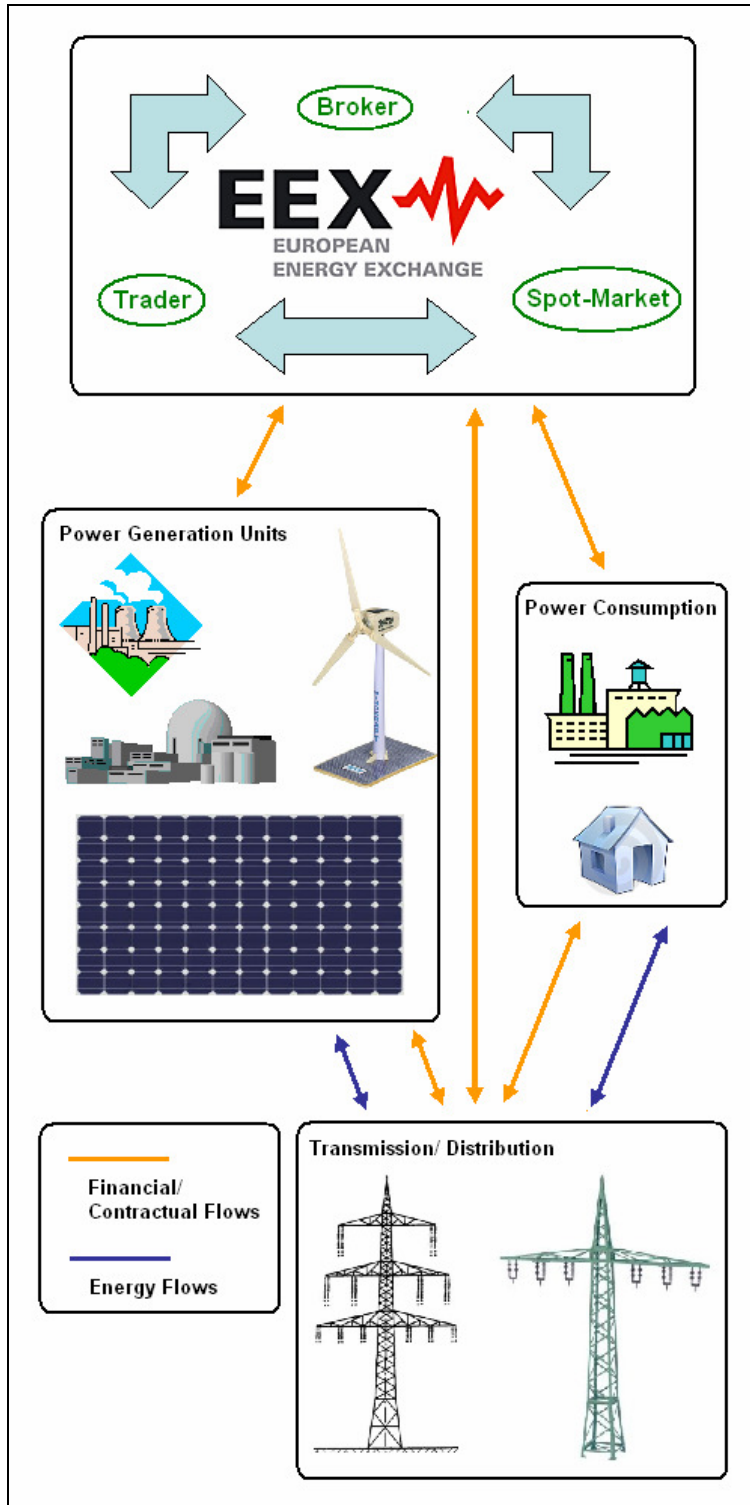 Broker
EEX
EUROPEAN
ENERGY EXCHANGE
Trader
Spot-Market
Power Generation Units
Power Consumption
Transmission/ Distribution
Financial/
Contractual Flows
Energy Flows